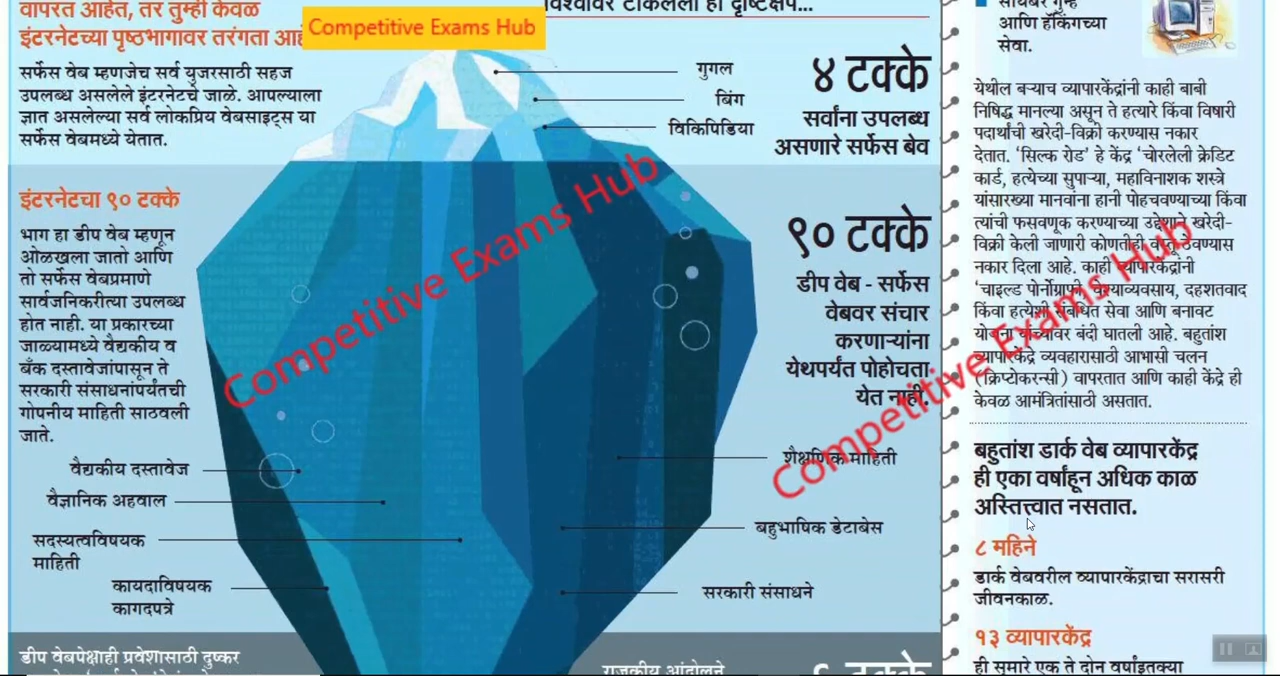 वापरत आहेत, तर तुम्ही केवळ
इंटरनेटच्या पृष्ठभागावर तरंगता
Competitive Exams Hub
टाकलेला हा दृष्टिक्षेप...
सर्फेस वेब म्हणजेच सर्व युजरसाठी सहज
उपलब्ध असलेले इंटरनेटचे जाळे. आपल्याला
ज्ञात असलेल्या सर्व लोकप्रिय वेबसाइट्स या
सर्फेस वेबमध्ये येतात.
गुगल
बिंग
विकिपिडिया
४ टक्के
सर्वांना उपलब्ध
असणारे सर्फेस बेव
इंटरनेटचा ९० टक्के
भाग हा डीप वेब म्हणून
ओळखला जातो आणि
तो सर्फेस वेबप्रमाणे
सार्वजनिकरीत्या उपलब्ध
होत नाही. या प्रकारच्या
जाळ्यामध्ये वैद्यकीय व
बँक दस्तावेजांपासून ते
सरकारी संसाधनांपर्यंतची
गोपनीय माहिती साठवली
जाते.
९० टक्के
डीप वेब - सर्फेस
वेबवर संचार
करणाऱ्यांना
येथपर्यंत पोहोचता
येत नाही.
Competitive Exams Hub
वैद्यकीय दस्तावेज
वैज्ञानिक अहवाल
सदस्यत्वविषयक
माहिती
कायदाविषयक
कागदपत्रे
शैक्षणिक माहिती
बहुभाषिक डेटाबेस
सरकारी संसाधने
डीप वेबपेक्षाही प्रवेशासाठी दुष्कर
राजकीय आंदोलने
सायबर गुन्हे
आणि हॅकिंगच्या
सेवा.
येथील बऱ्याच व्यापारकेंद्रांनी काही बाबी
निषिद्ध मानल्या असून ते हत्यारे किंवा विषारी
पदार्थांची खरेदी-विक्री करण्यास नकार
देतात. ‘सिल्क रोड’ हे केंद्र ‘चोरलेली क्रेडिट
कार्ड, हत्येच्या सुपाऱ्या, महाविनाशक शस्त्रे
यांसारख्या मानवांना हानी पोहचवण्याच्या किंवा
त्यांची फसवणूक करण्याच्या उद्देशाने खरेदी-
विक्री केली जाणारी कोणतीही वस्तू ठेवण्यास
नकार दिला आहे. काही व्यापारकेंद्रांनी
‘चाइल्ड पोर्नोग्राफी, वेश्याव्यवसाय, दहशतवाद
किंवा हत्येशी संबंधित सेवा आणि बनावट
योजना यांच्यावर बंदी घातली आहे. बहुतांश
व्यापारकेंद्रे व्यवहारासाठी आभासी चलन
(क्रिप्टोकरन्सी) वापरतात आणि काही केंद्रे ही
केवळ आमंत्रितांसाठी असतात.
Competitive Exams Hub
बहुतांश डार्क वेब व्यापारकेंद्र
ही एका वर्षाहून अधिक काळ
अस्तित्त्वात नसतात.
८ महिने
डार्क वेबवरील व्यापारकेंद्राचा सरासरी
जीवनकाळ.
१३ व्यापारकेंद्र
ही सुमारे एक ते दोन वर्षाइतक्या